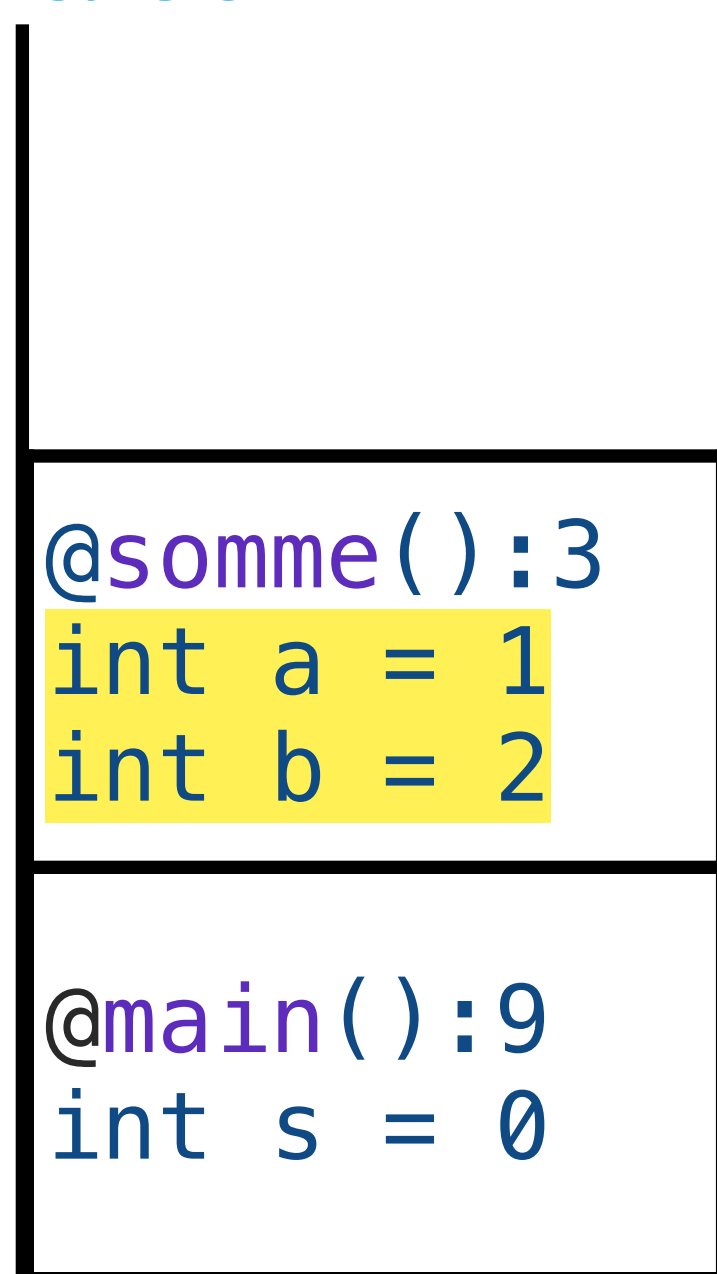 @somme():3
int a = 1
int b = 2
@main():9
int s = 0